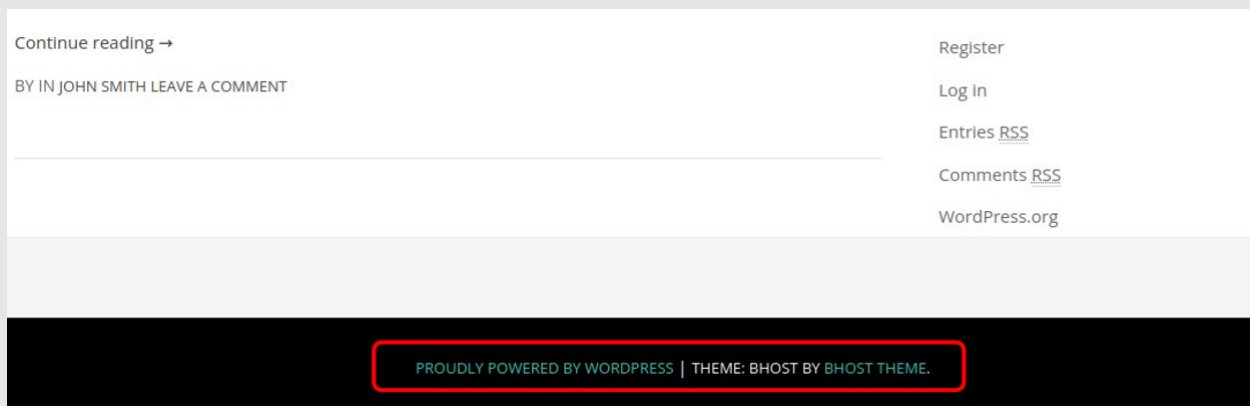 Continue reading →
BY IN JOHN SMITH LEAVE A COMMENT
Register
Log in
Entries RSS
Comments RSS
WordPress.org
PROUDLY POWERED BY WORDPRESS | THEME: BHOST BY BHOST THEME.